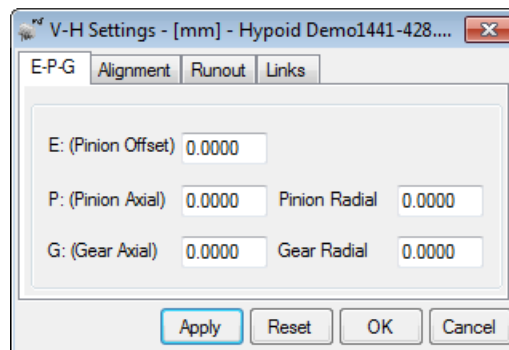 V-H Settings - [mm] - Hypoid Demo1441-428....
E-P-G Alignment Runout Links
E: (Pinion Offset) 0.0000
P: (Pinion Axial) 0.0000 Pinion Radial 0.0000
G: (Gear Axial) 0.0000 Gear Radial 0.0000
Apply Reset OK Cancel